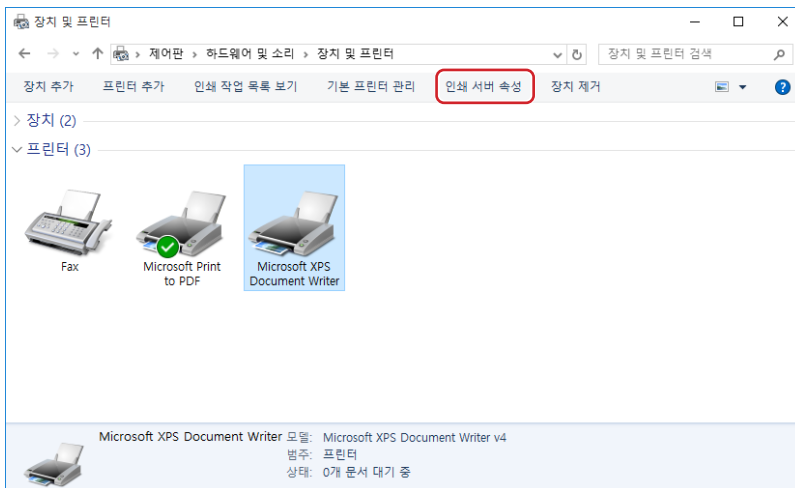 장치 및 프린터
제어판 › 하드웨어 및 소리 › 장치 및 프린터
장치 및 프린터 검색
장치 추가 프린터 추가 인쇄 작업 목록 보기 기본 프린터 관리 인쇄 서버 속성 장치 제거
장치 (2)
프린터 (3)
Fax
Microsoft Print
to PDF
Microsoft XPS
Document Writer
Microsoft XPS Document Writer 모델: Microsoft XPS Document Writer v4
범주: 프린터
상태: 0개 문서 대기 중